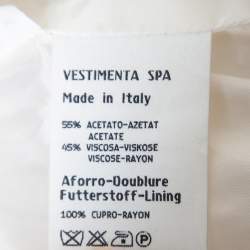 VESTIMENTA SPA
Made in Italy
55% ACETATO-AZETAT
ACETATE
45% VISCOSA-VISKOSE
VISCOSE-RAYON
Aforro-Doublure
Futterstoff-Lining
100% CUPRO-RAYON